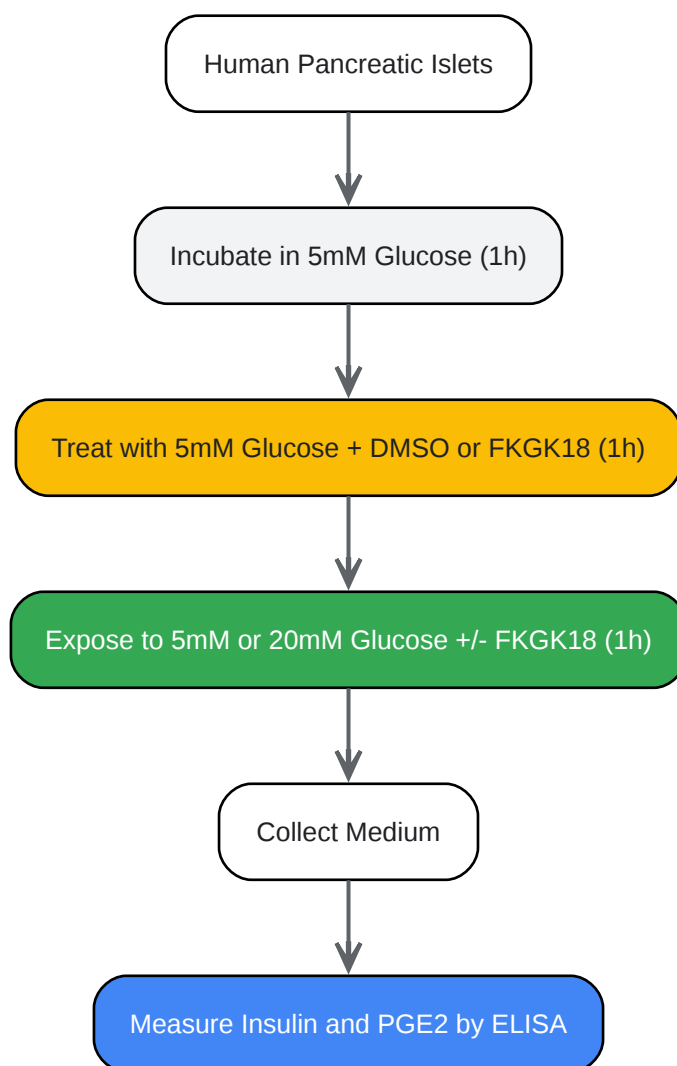 Human Pancreatic Islets
Incubate in 5mM Glucose (1h)
Treat with 5mM Glucose + DMSO or FKGK18 (1h)
Expose to 5mM or 20mM Glucose +/- FKGK18 (1h)
Collect Medium
Measure Insulin and PGE2 by ELISA